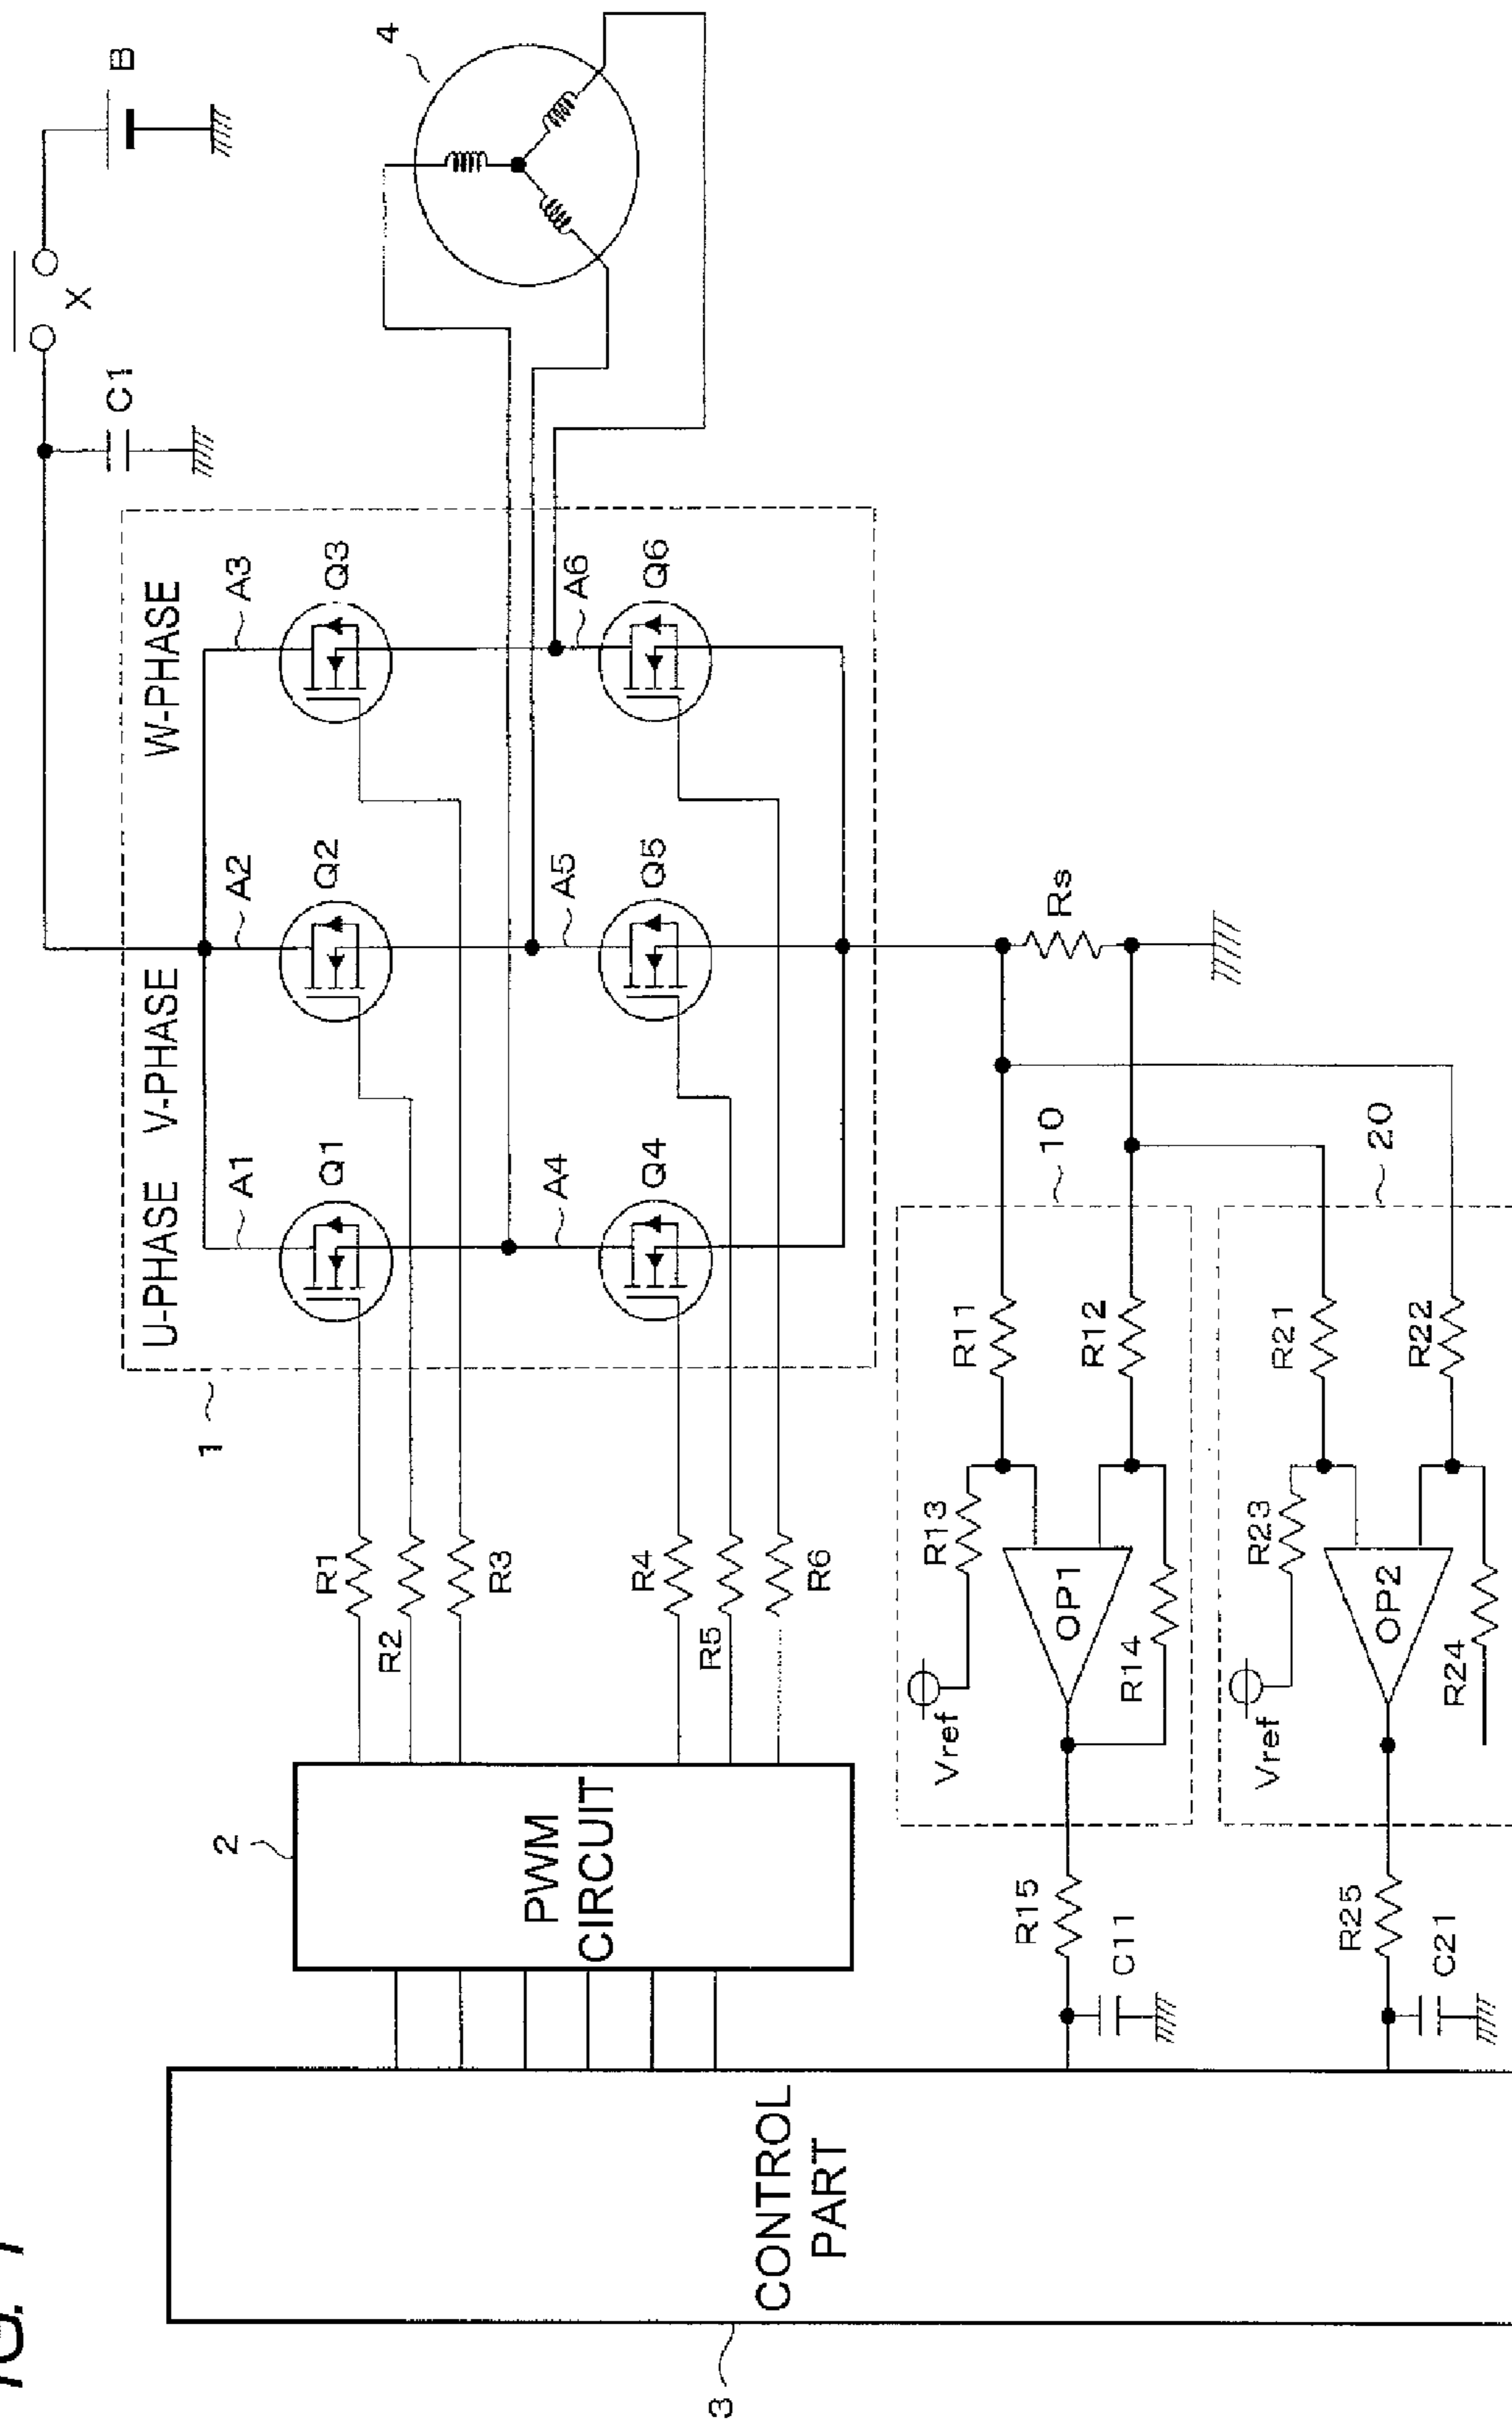 B
X
C1
4
U-PHASE V-PHASE W-PHASE
A1
A2
A3
Q1
Q2
Q3
A4
A5
A6
Q4
Q5
Q6
1
R1
R2
R3
R4
R5
R6
2
PWM
CIRCUIT
Rs
10
R11
R12
R13
OP1
R14
Vref
R15
C11
20
R21
R22
R23
OP2
R24
Vref
R25
C21
CONTROL
PART
3